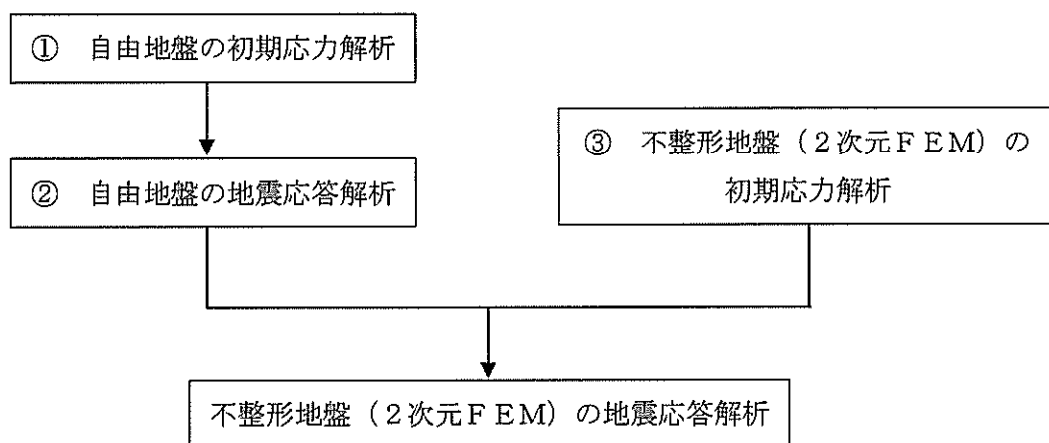 ① 自由地盤の初期応力解析
② 自由地盤の地震応答解析
③ 不整形地盤（２次元ＦＥＭ）の
初期応力解析
不整形地盤（２次元ＦＥＭ）の地震応答解析